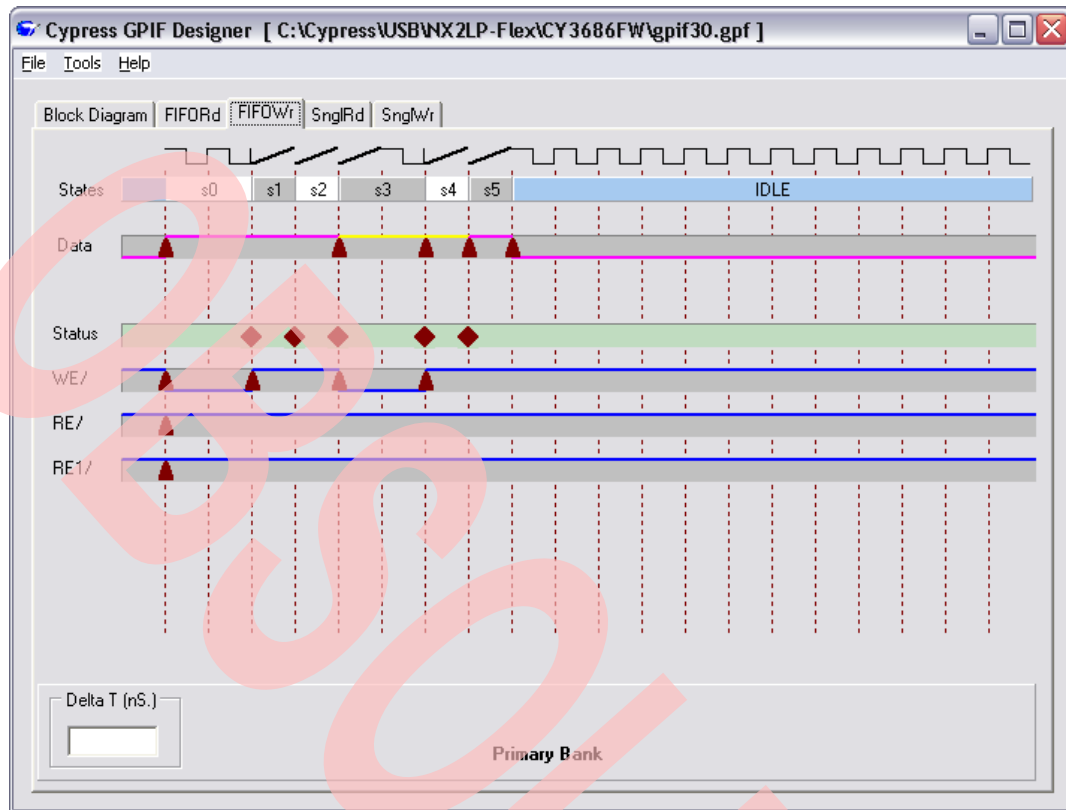 Cypress GPIF Designer [ C:\Cypress\USB\NX2LP-Flex\CY3686FW\gpif30.gpf ]
File Tools Help
Block Diagram FIFORd FIFOWr SnglRd SnglWr
States s0 s1 s2 s3 s4 s5 IDLE
Data
Status
WE/
RE/
RE1/
Delta T (nS.)
Primary Bank